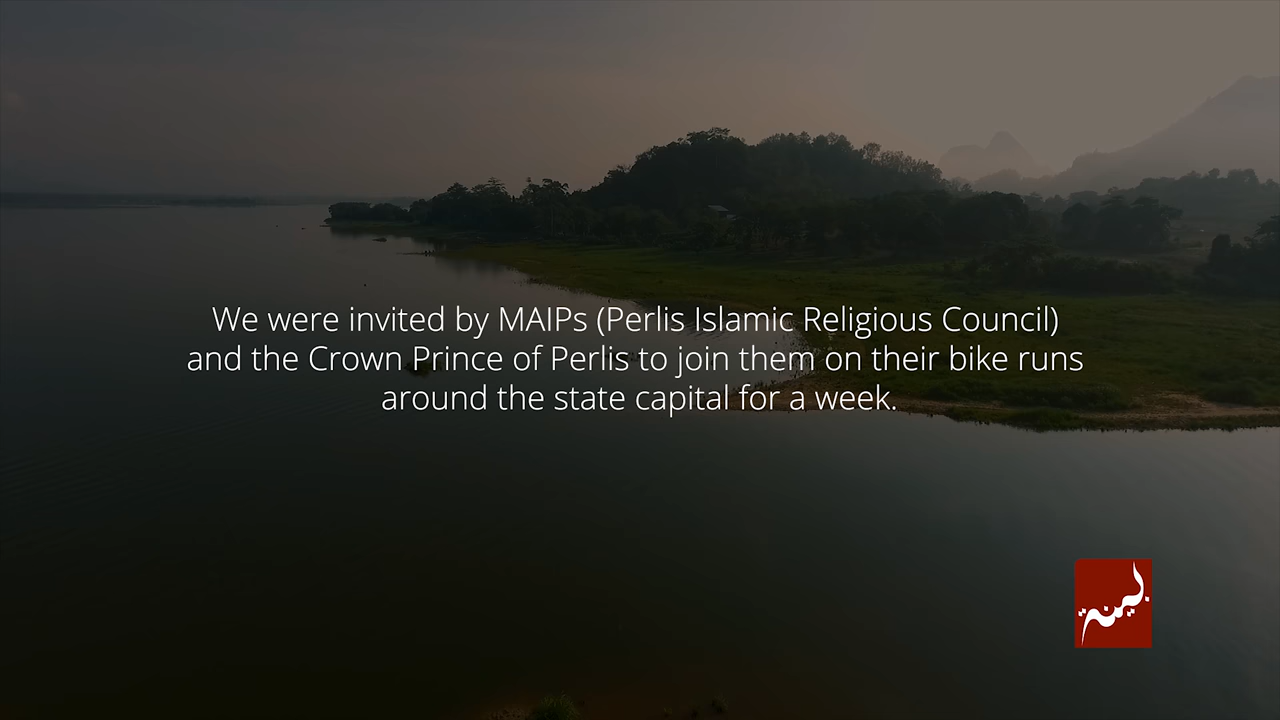 We were invited by MAIPs (Perlis Islamic Religious Council)
and the Crown Prince of Perlis to join them on their bike runs
around the state capital for a week.
بينة